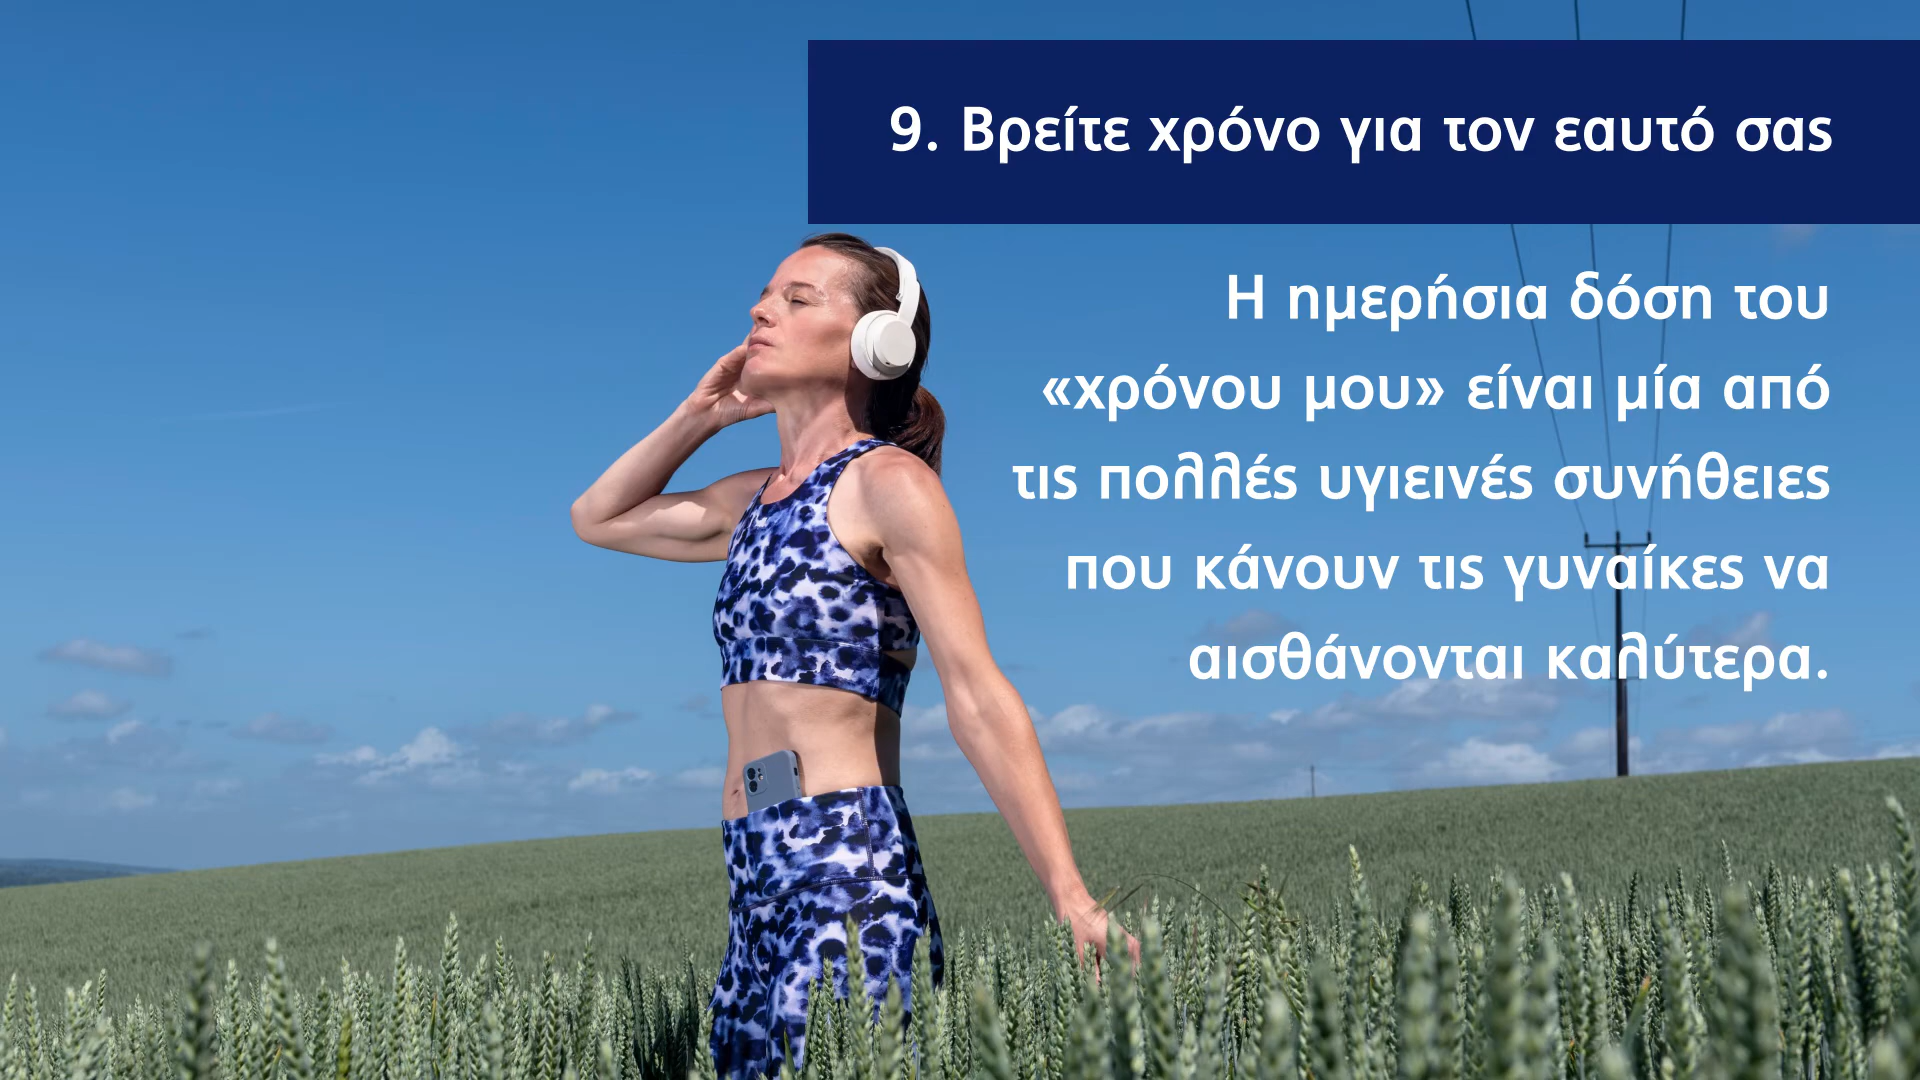 9. Βρείτε χρόνο για τον εαυτό σας
Η ημερήσια δόση του
«χρόνου μου» είναι μία από
τις πολλές υγιεινές συνήθειες
που κάνουν τις γυναίκες να
αισθάνονται καλύτερα.